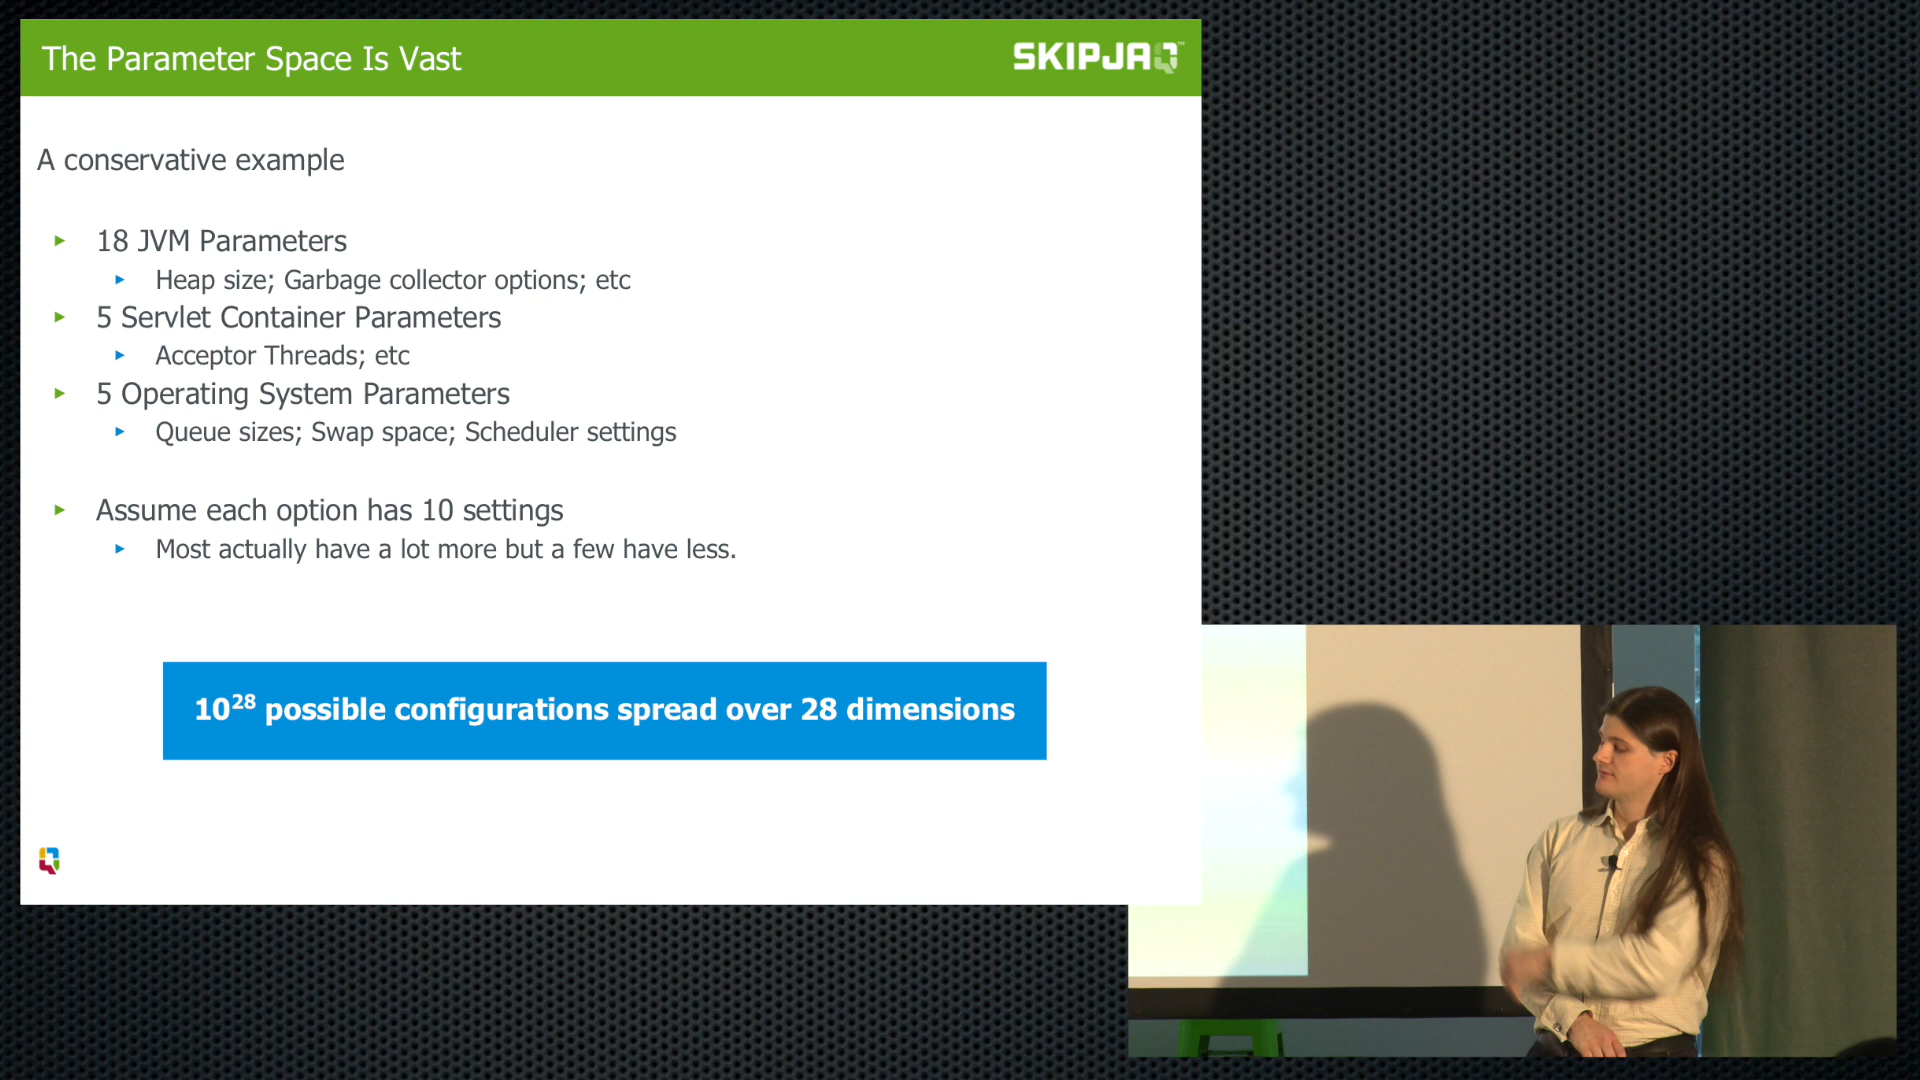 The Parameter Space Is Vast
SKIPJAQ™
A conservative example
18 JVM Parameters
Heap size; Garbage collector options; etc
5 Servlet Container Parameters
Acceptor Threads; etc
5 Operating System Parameters
Queue sizes; Swap space; Scheduler settings
Assume each option has 10 settings
Most actually have a lot more but a few have less.
10²⁸ possible configurations spread over 28 dimensions